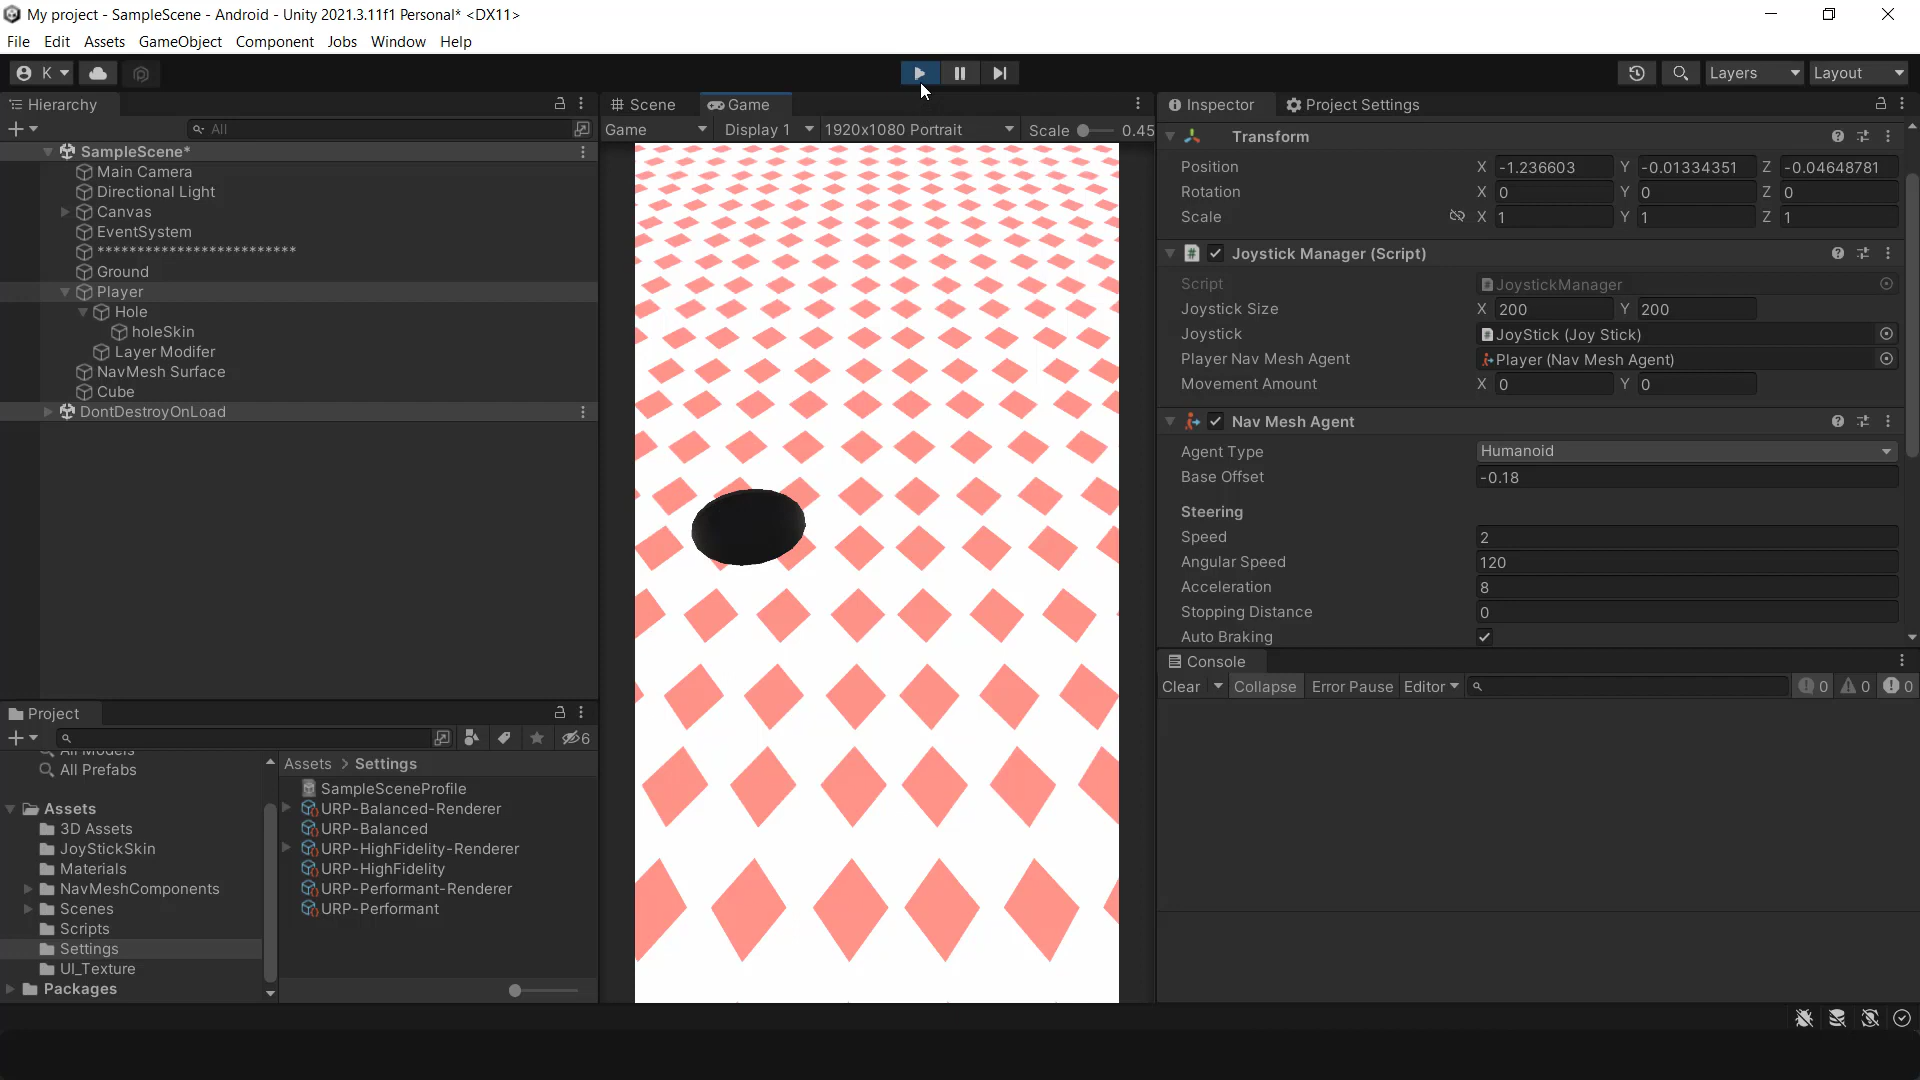 My project - SampleScene - Android - Unity 2021.3.11f1 Personal* <DX11>
File Edit Assets GameObject Component Jobs Window Help
K Layers Layout
Hierarchy
All
SampleScene*
Main Camera
Directional Light
Canvas
EventSystem
*************************
Ground
Player
Hole
holeSkin
Layer Modifer
NavMesh Surface
Cube
DontDestroyOnLoad
Scene Game
Game Display 1 1920x1080 Portrait Scale 0.45
Inspector Project Settings
Transform
Position X -1.236603 Y -0.01334351 Z -0.04648781
Rotation X 0 Y 0 Z 0
Scale X 1 Y 1 Z 1
Joystick Manager (Script)
Script JoystickManager
Joystick Size X 200 Y 200
Joystick JoyStick (Joy Stick)
Player Nav Mesh Agent Player (Nav Mesh Agent)
Movement Amount X 0 Y 0
Nav Mesh Agent
Agent Type Humanoid
Base Offset -0.18
Steering
Speed 2
Angular Speed 120
Acceleration 8
Stopping Distance 0
Auto Braking
Console
Clear Collapse Error Pause Editor 0 0 0
Project
6
All Models
All Prefabs
Assets
3D Assets
JoyStickSkin
Materials
NavMeshComponents
Scenes
Scripts
Settings
UI_Texture
Packages
Assets > Settings
SampleSceneProfile
URP-Balanced-Renderer
URP-Balanced
URP-HighFidelity-Renderer
URP-HighFidelity
URP-Performant-Renderer
URP-Performant